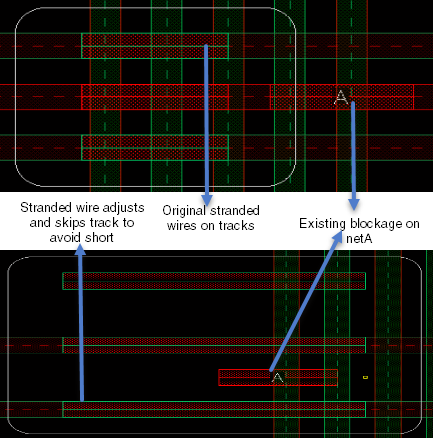 A
Stranded wire adjusts
and skips track to
avoid short
Original stranded
wires on tracks
Existing blockage on
netA
A